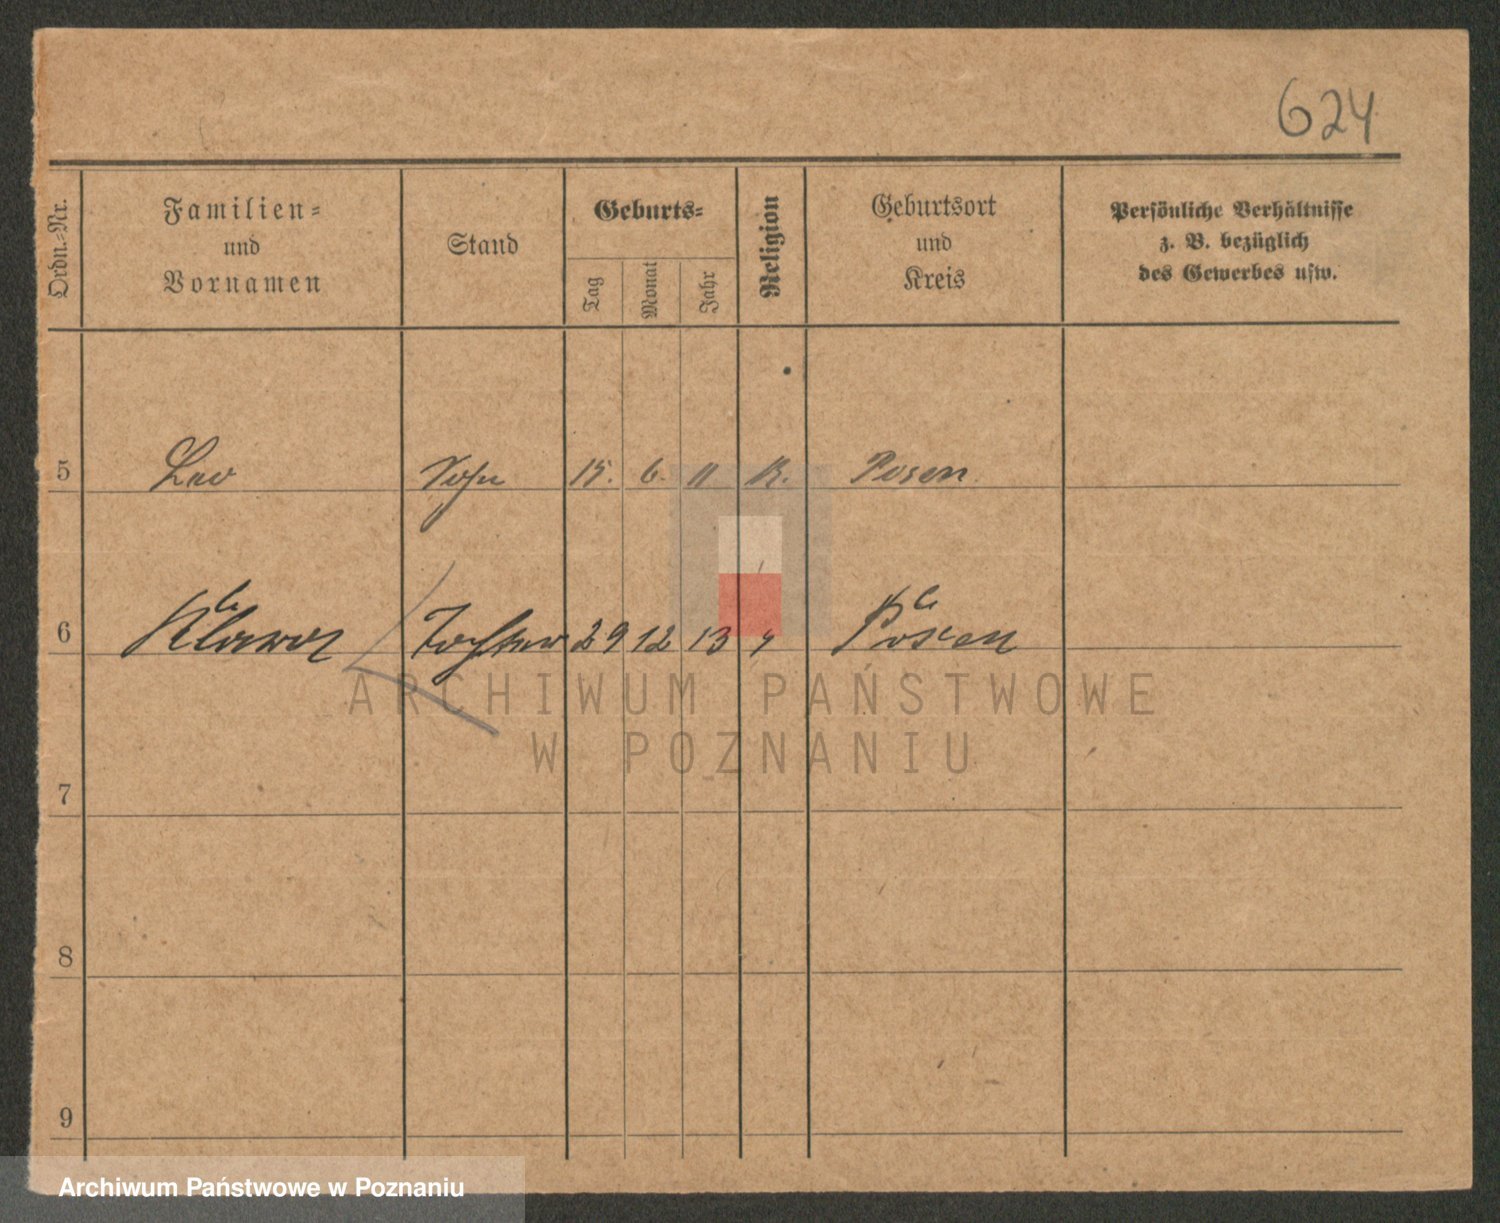 624
Ordn.-Nr.
Familien-
und
Vornamen
Stand
Geburts-
Tag
Monat
Jahr
Religion
Geburtsort
und
Kreis
Persönliche Verhältnisse
z. B. bezüglich
des Gewerbes usw.
5 Leo Sohn 15. 6. 11 K. Posen
6 Klara Tochter 29 12 13 Posen
ARCHIWUM PAŃSTWOWE
W POZNANIU
7
8
9
Archiwum Państwowe w Poznaniu